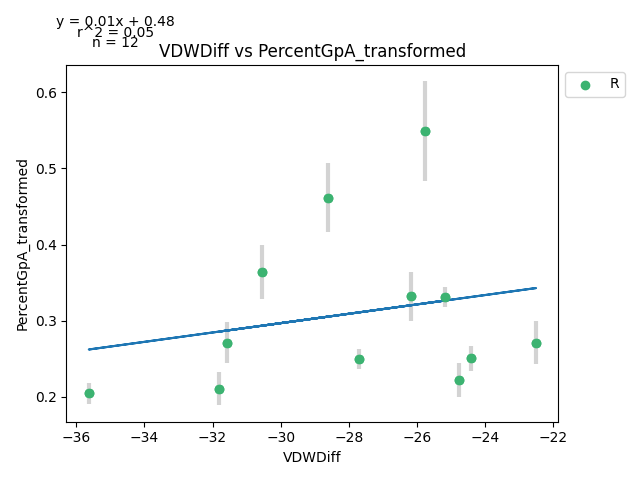 y = 0.01x + 0.48
r^2 = 0.05
n = 12
VDWDiff vs PercentGpA_transformed
R
PercentGpA_transformed
0.6
0.5
0.4
0.3
0.2
−36 −34 −32 −30 −28 −26 −24 −22
VDWDiff